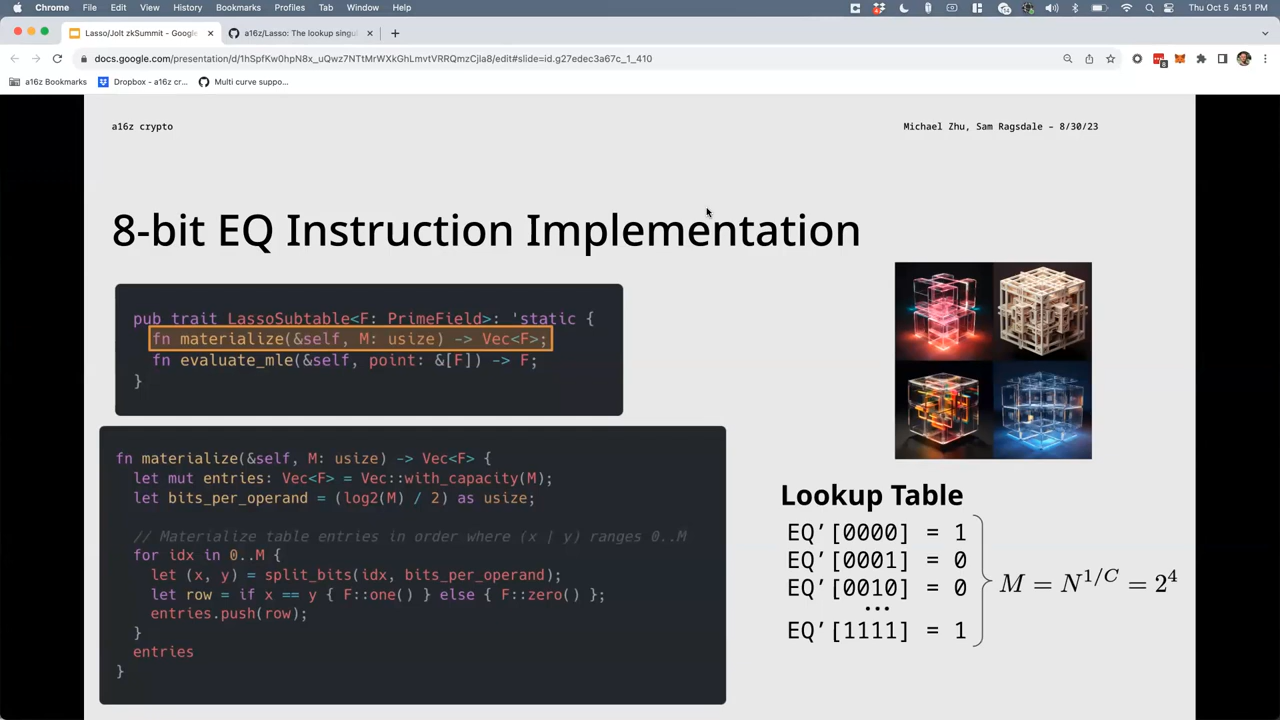 Chrome File Edit View History Bookmarks Profiles Tab Window Help Thu Oct 5 4:51 PM
Lasso/Jolt zkSummit - Google a16z/Lasso: The lookup singul
docs.google.com/presentation/d/1hSpfKw0hpN8x_uQwz7NTtMrWXkGhLmvtVRRQmzCjIa8/edit#slide=id.g27edec3a67c_1_410
a16z Bookmarks Dropbox - a16z cr... Multi curve suppo...
a16z crypto
Michael Zhu, Sam Ragsdale – 8/30/23
8-bit EQ Instruction Implementation
pub trait LassoSubtable<F: PrimeField>: 'static {
fn materialize(&self, M: usize) -> Vec<F>;
fn evaluate_mle(&self, point: &[F]) -> F;
}
fn materialize(&self, M: usize) -> Vec<F> {
let mut entries: Vec<F> = Vec::with_capacity(M);
let bits_per_operand = (log2(M) / 2) as usize;
// Materialize table entries in order where (x | y) ranges 0..M
for idx in 0..M {
let (x, y) = split_bits(idx, bits_per_operand);
let row = if x == y { F::one() } else { F::zero() };
entries.push(row);
}
entries
}
Lookup Table
EQ’[0000] = 1
EQ’[0001] = 0
EQ’[0010] = 0
...
EQ’[1111] = 1
M = N^{1/C} = 2^4